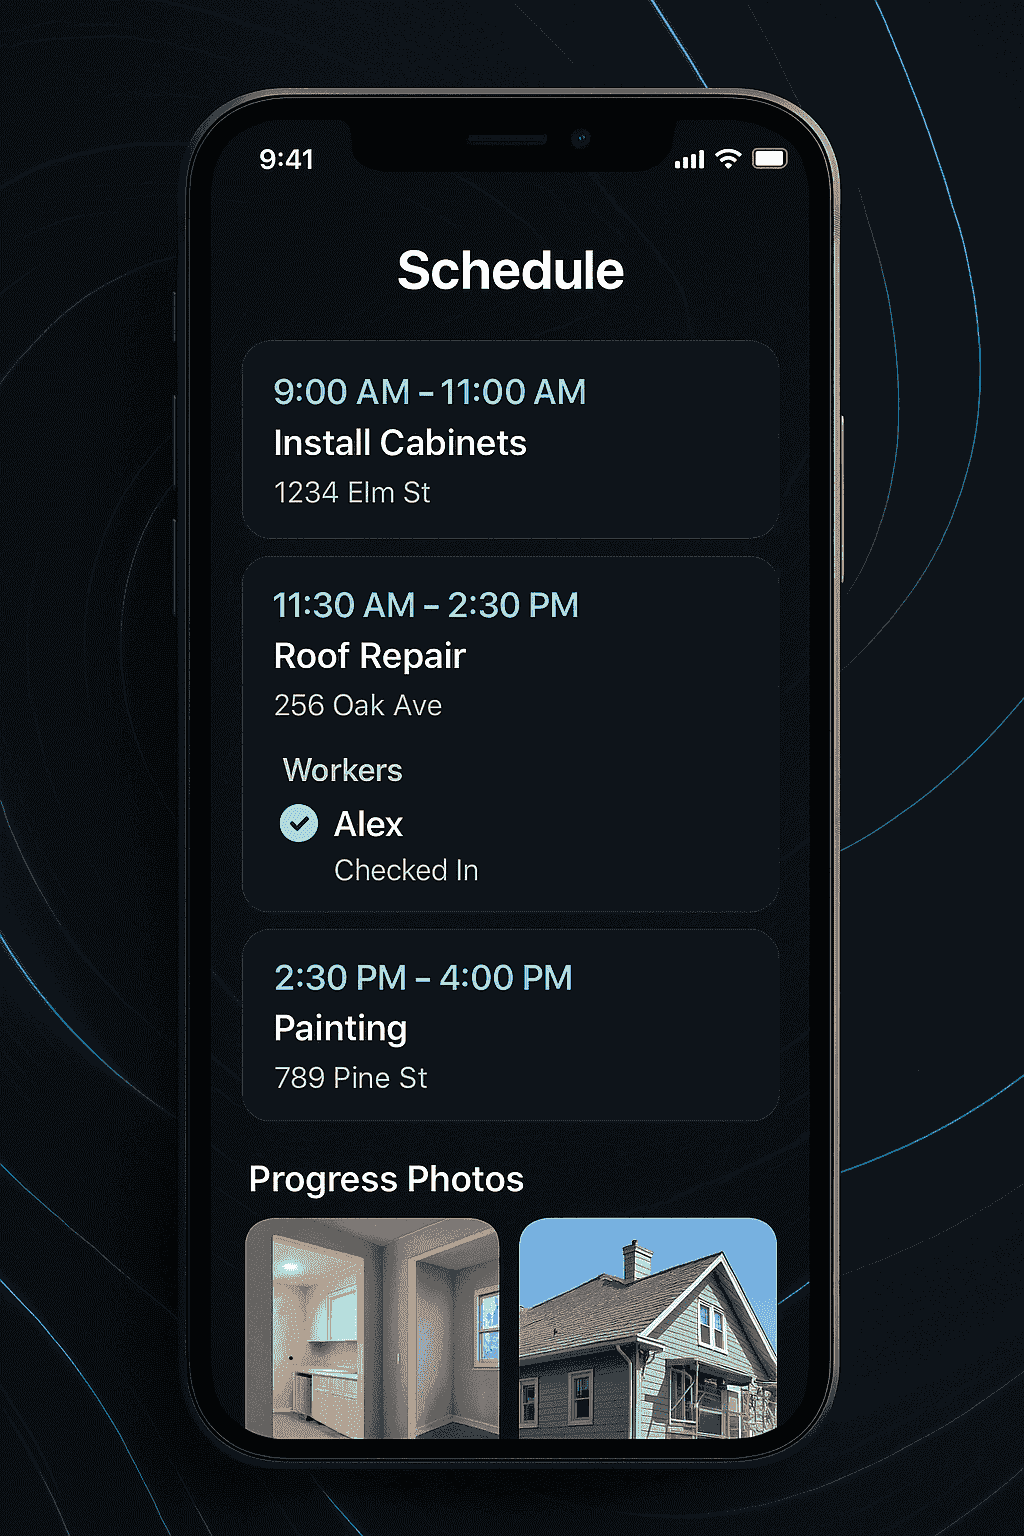 9:41
Schedule
9:00 AM – 11:00 AM
Install Cabinets
1234 Elm St
11:30 AM – 2:30 PM
Roof Repair
256 Oak Ave
Workers
Alex
Checked In
2:30 PM – 4:00 PM
Painting
789 Pine St
Progress Photos